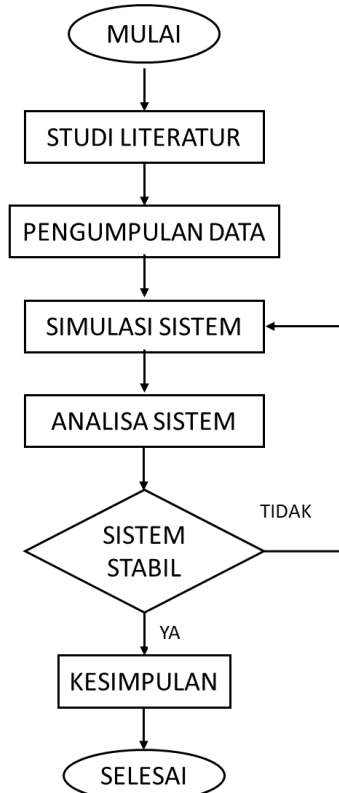 MULAI
STUDI LITERATUR
PENGUMPULAN DATA
SIMULASI SISTEM
ANALISA SISTEM
SISTEM
STABIL
TIDAK
YA
KESIMPULAN
SELESAI